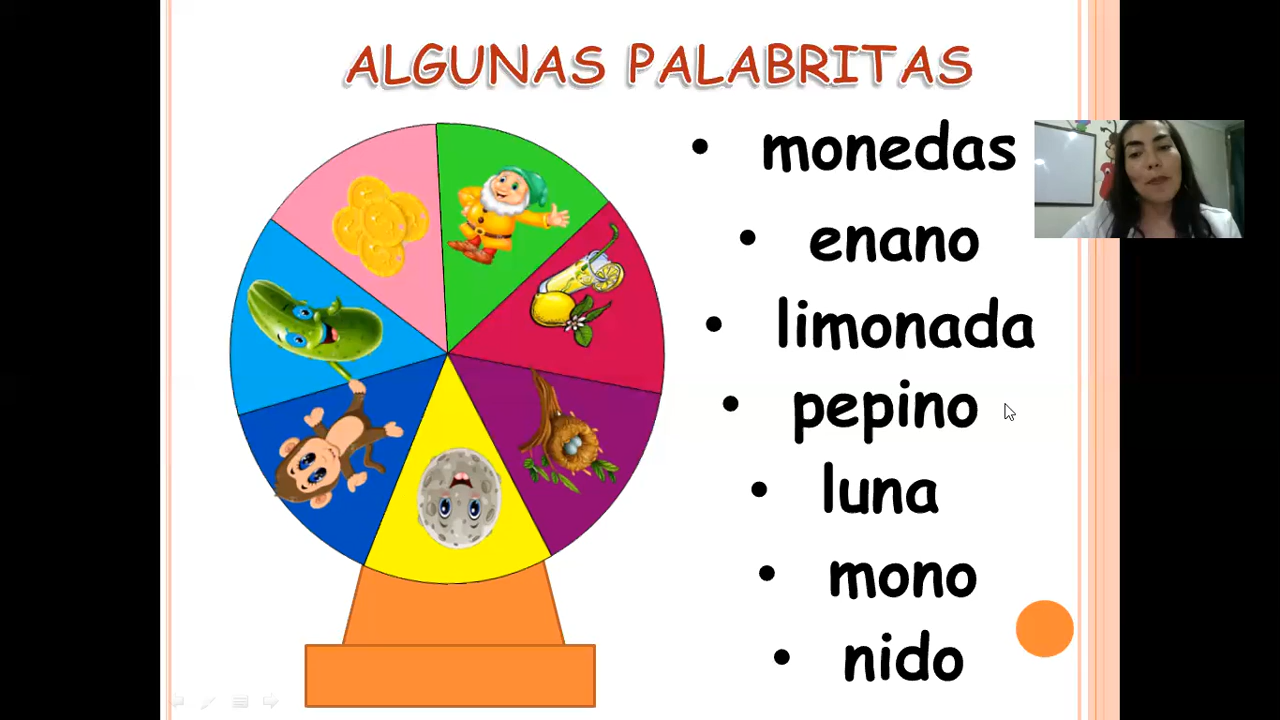 ALGUNAS PALABRITAS
• monedas
• enano
• limonada
• pepino
• luna
• mono
• nido